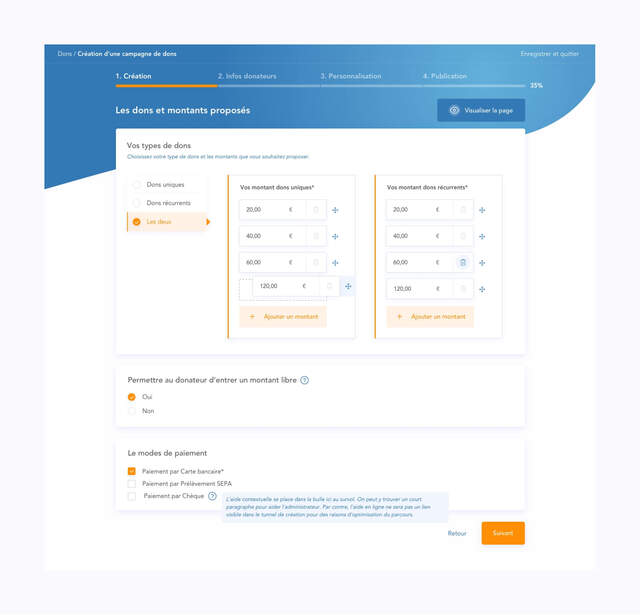 Dons / Création d'une campagne de dons
Enregistrer et quitter
1. Création
2. Infos donateurs
3. Personnalisation
4. Publication
35%
Les dons et montants proposés
Visualiser la page
Vos types de dons
Choisissez votre type de dons et les montants que vous souhaitez proposer.
Dons uniques
Dons récurrents
Les deux
Vos montant dons uniques*
20,00 €
40,00 €
60,00 €
120,00 €
+ Ajouter un montant
Vos montant dons récurrents*
20,00 €
40,00 €
60,00 €
120,00 €
+ Ajouter un montant
Permettre au donateur d'entrer un montant libre ?
Oui
Non
Le modes de paiement
Paiement par Carte bancaire*
Paiement par Prélèvement SEPA
Paiement par Chèque ?
L'aide contextuelle se place dans la bulle ici au survol. On peut y trouver un court
paragraphe pour aider l'administrateur. Par contre, l'aide en ligne ne sera pas un lien
visible dans le tunnel de création pour des raisons d'optimisation du parcours.
Retour
Suivant